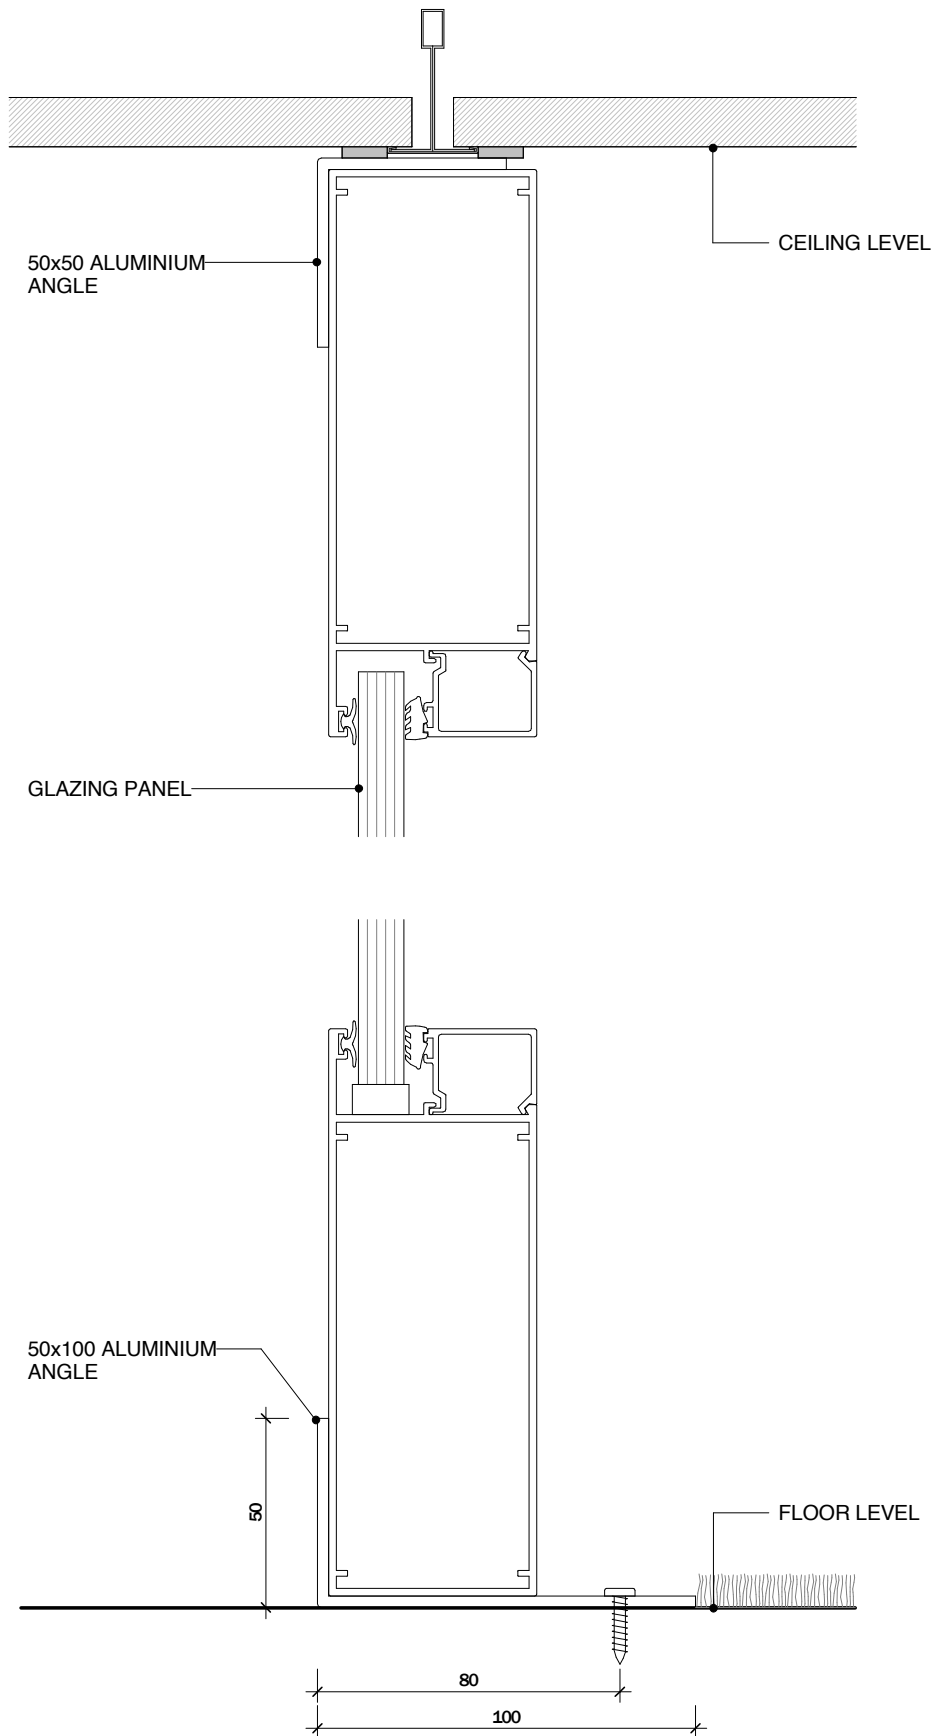 CEILING LEVEL
50x50 ALUMINIUM
ANGLE
GLAZING PANEL
50x100 ALUMINIUM
ANGLE
50
FLOOR LEVEL
80
100